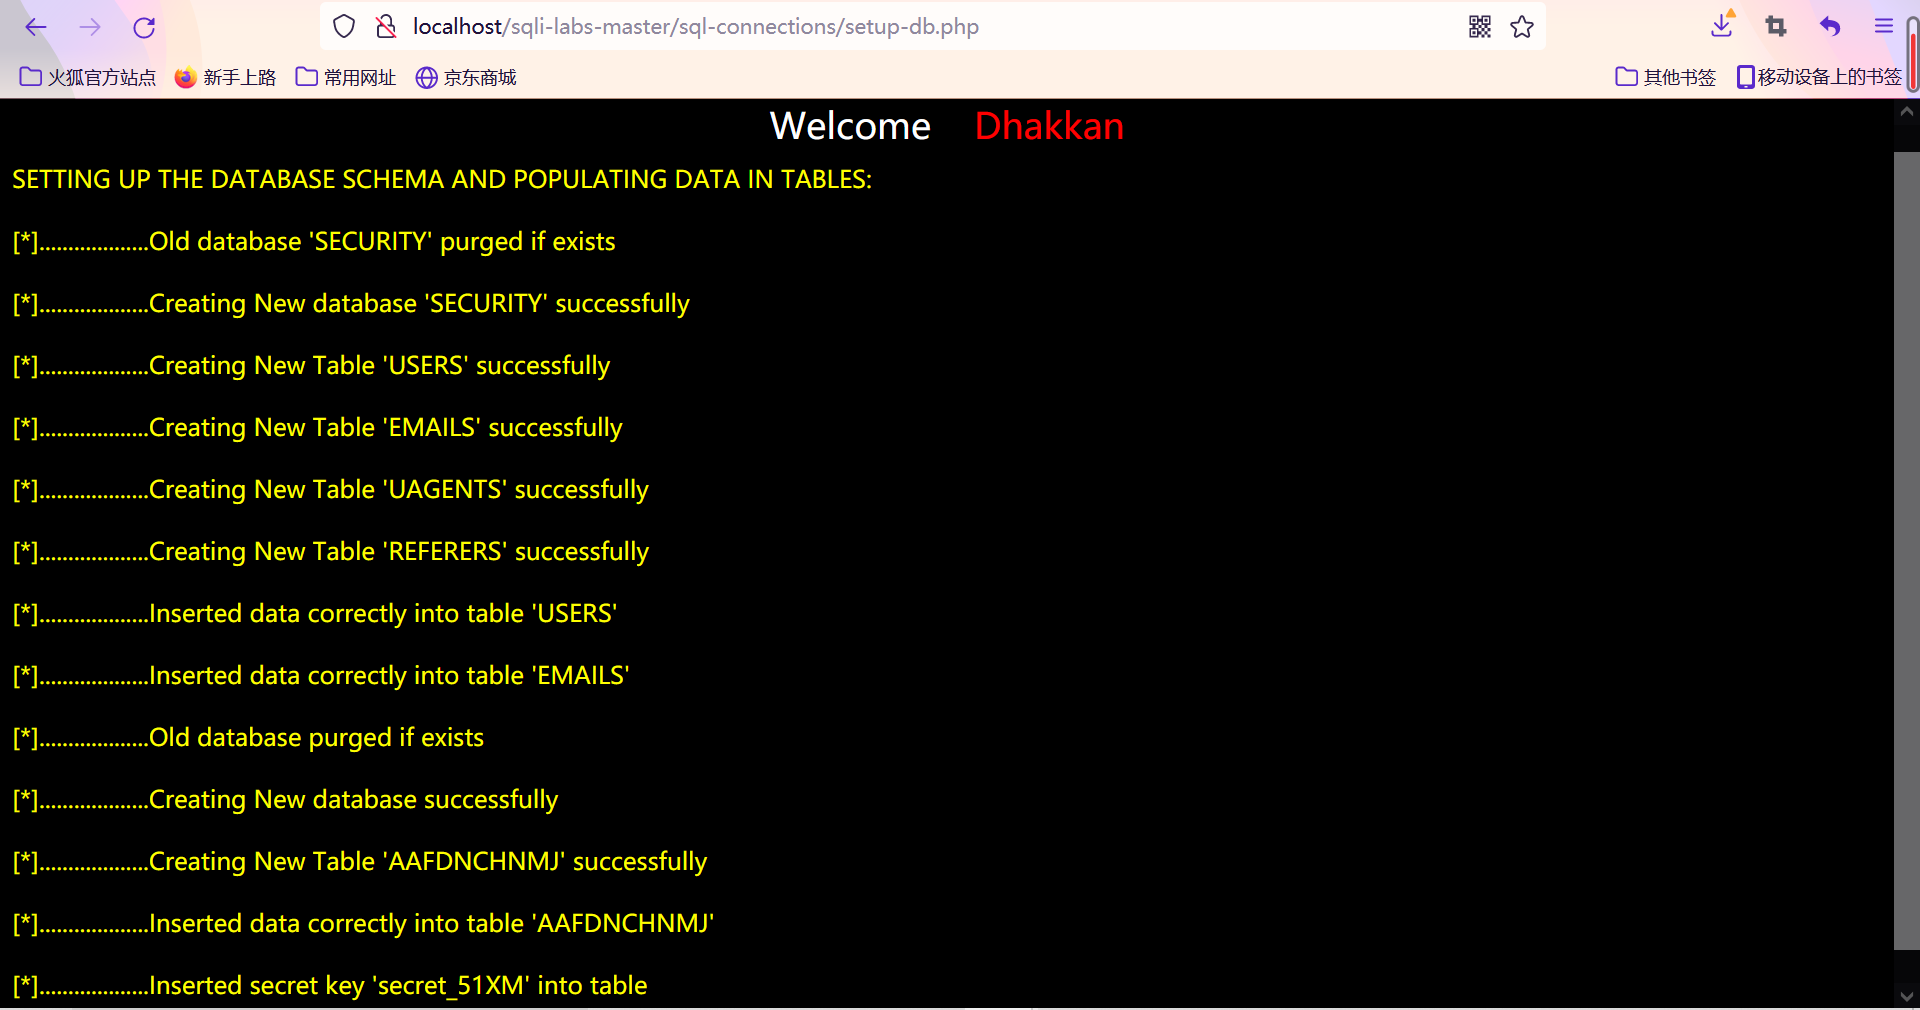 localhost/sqli-labs-master/sql-connections/setup-db.php
火狐官方站点 新手上路 常用网址 京东商城 其他书签 移动设备上的书签
Welcome Dhakkan
SETTING UP THE DATABASE SCHEMA AND POPULATING DATA IN TABLES:
[*]...................Old database 'SECURITY' purged if exists
[*]...................Creating New database 'SECURITY' successfully
[*]...................Creating New Table 'USERS' successfully
[*]...................Creating New Table 'EMAILS' successfully
[*]...................Creating New Table 'UAGENTS' successfully
[*]...................Creating New Table 'REFERERS' successfully
[*]...................Inserted data correctly into table 'USERS'
[*]...................Inserted data correctly into table 'EMAILS'
[*]...................Old database purged if exists
[*]...................Creating New database successfully
[*]...................Creating New Table 'AAFDNCHNMJ' successfully
[*]...................Inserted data correctly into table 'AAFDNCHNMJ'
[*]...................Inserted secret key 'secret_51XM' into table